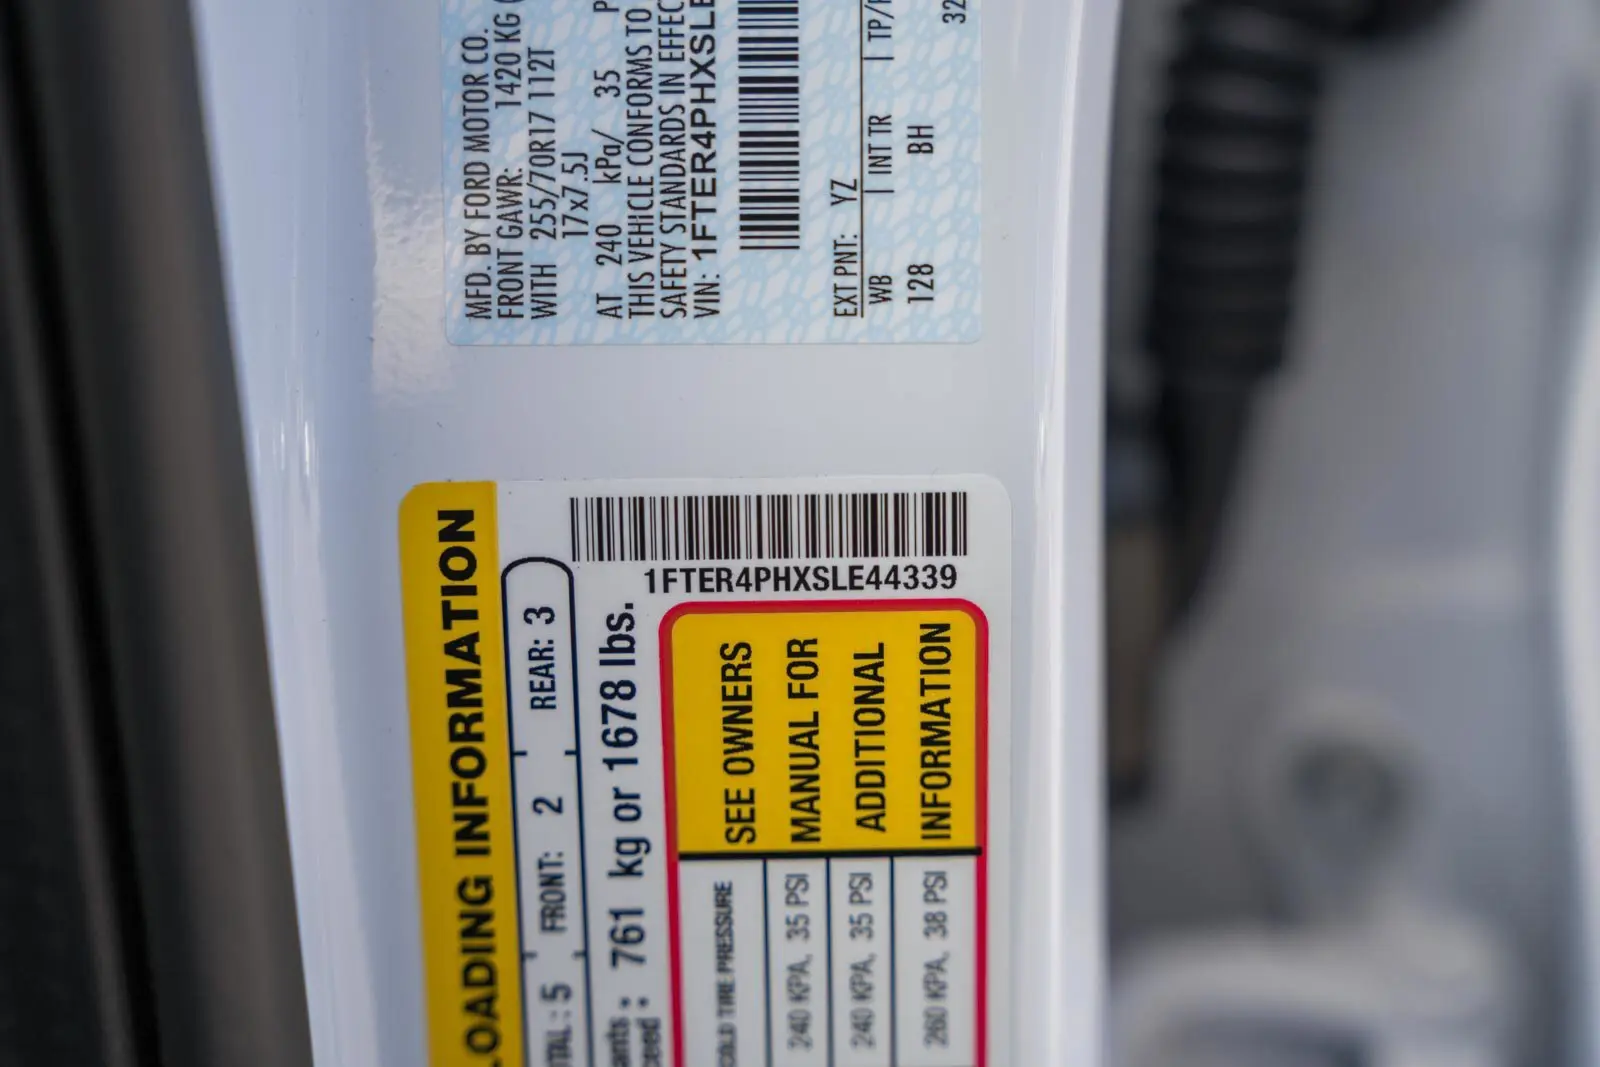 MFD. BY FORD MOTOR CO.
FRONT GAWR: 1420 KG (
WITH 255/70R17 112T
17x7.5J
AT 240 kPa/ 35 P
THIS VEHICLE CONFORMS TO
SAFETY STANDARDS IN EFFEC
VIN: 1FTER4PHXSLE
EXT PNT: YZ
WB | INT TR | TP/
128 BH 32
LOADING INFORMATION
TOTAL : 5 FRONT: 2 REAR: 3
761 kg or 1678 lbs.
1FTER4PHXSLE44339
COLD TIRE PRESSURE
240 KPA, 35 PSI
240 KPA, 35 PSI
260 KPA, 38 PSI
SEE OWNERS
MANUAL FOR
ADDITIONAL
INFORMATION